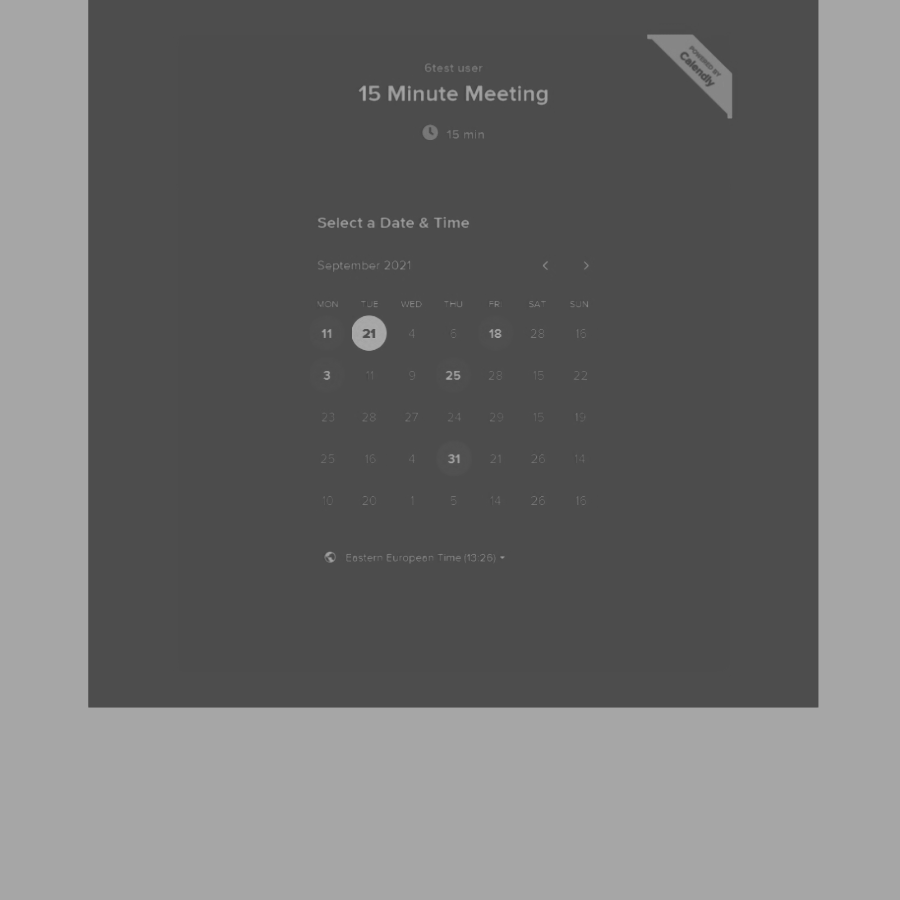 POWERED BY
Calendly
6test user
15 Minute Meeting
15 min
Select a Date & Time
September 2021
MON TUE WED THU FRI SAT SUN
11 21 4 6 18 28 16
3 11 9 25 28 15 22
23 28 27 24 29 15 19
25 16 4 31 21 26 14
10 20 1 5 14 26 16
Eastern European Time (13:26)